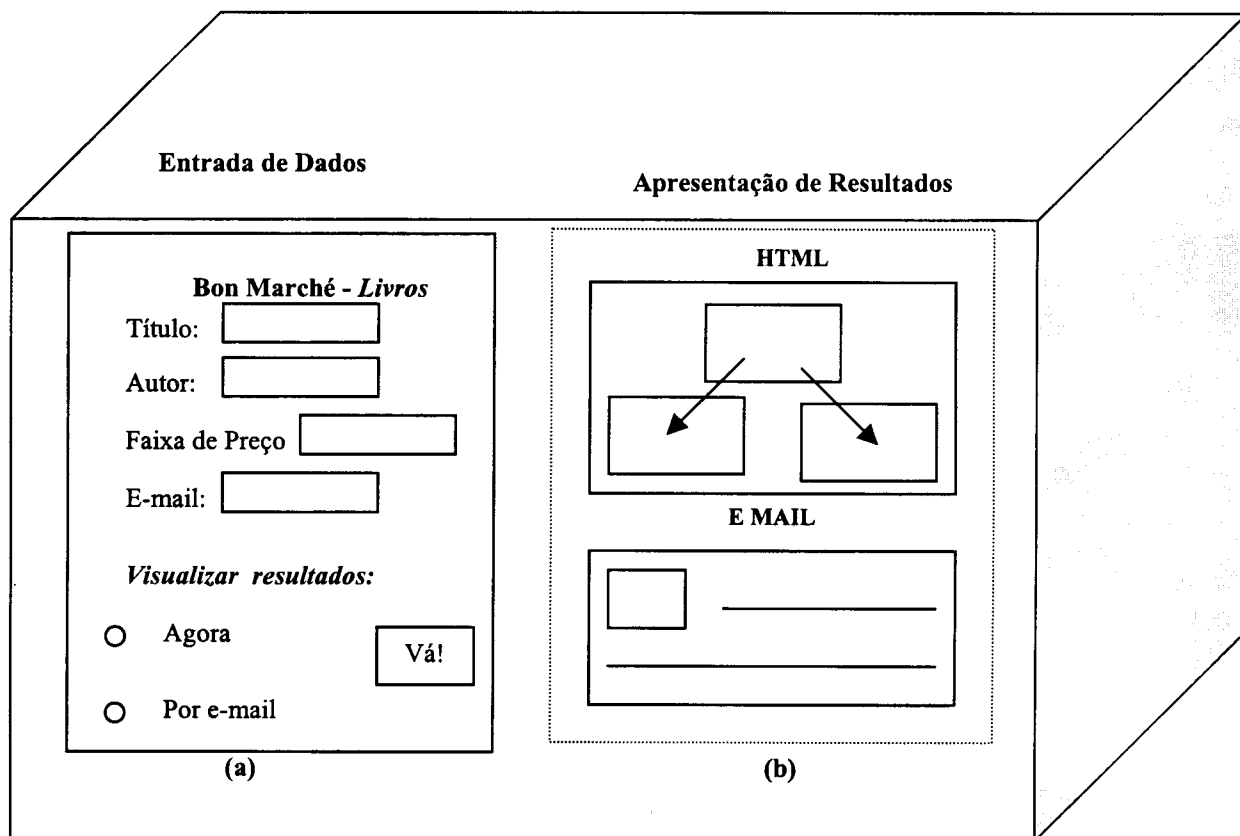 Entrada de Dados
Apresentação de Resultados
Bon Marché - Livros
Título:
Autor:
Faixa de Preço
E-mail:
Visualizar resultados:
Agora
Vá!
Por e-mail
(a)
HTML
E MAIL
(b)